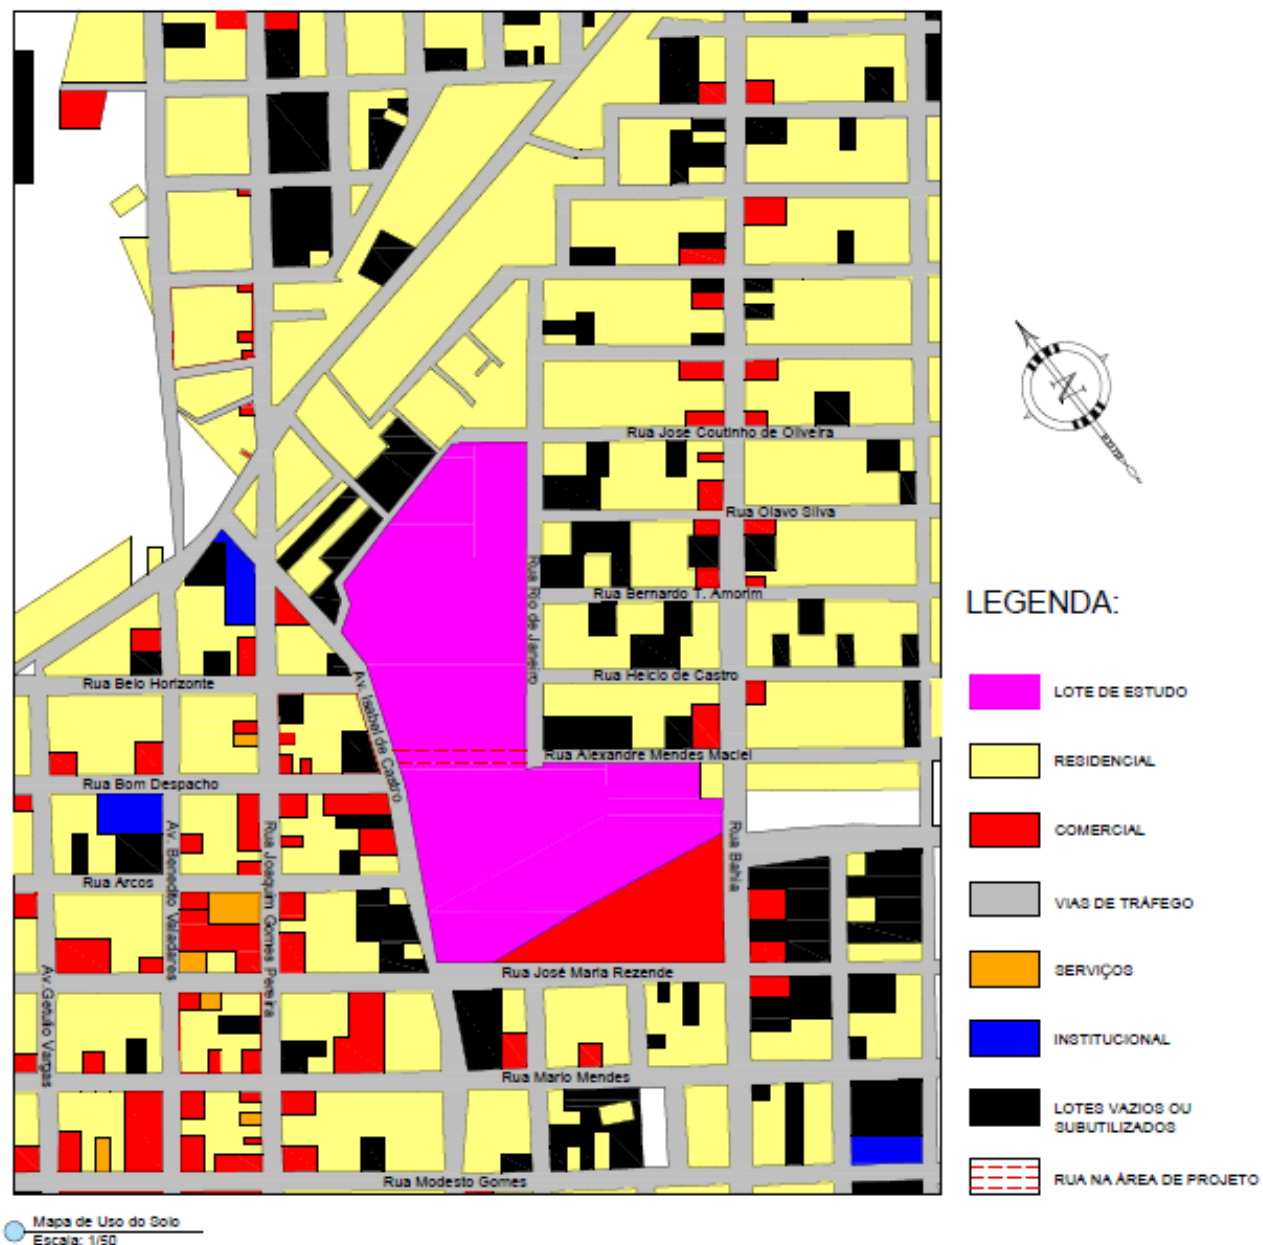 Rua José Coutinho de Oliveira
Rua Olavo Silva
Rua Rio de Janeiro
Rua Bernardo T. Amorim
Rua Helcio de Castro
Rua Belo Horizonte
Av. Isabel de Castro
Rua Alexandre Mendes Maciel
Rua Bom Despacho
Av. Benedito Valadares
Rua Joaquim Gomes Pereira
Rua Bahia
Rua Arcos
Av.Getulio Vargas
Rua José Maria Rezende
Rua Mario Mendes
Rua Modesto Gomes
N
LEGENDA:
LOTE DE ESTUDO
RESIDENCIAL
COMERCIAL
VIAS DE TRÁFEGO
SERVIÇOS
INSTITUCIONAL
LOTES VAZIOS OU
SUBUTILIZADOS
RUA NA ÁREA DE PROJETO
Mapa de Uso do Solo
Escala: 1/50